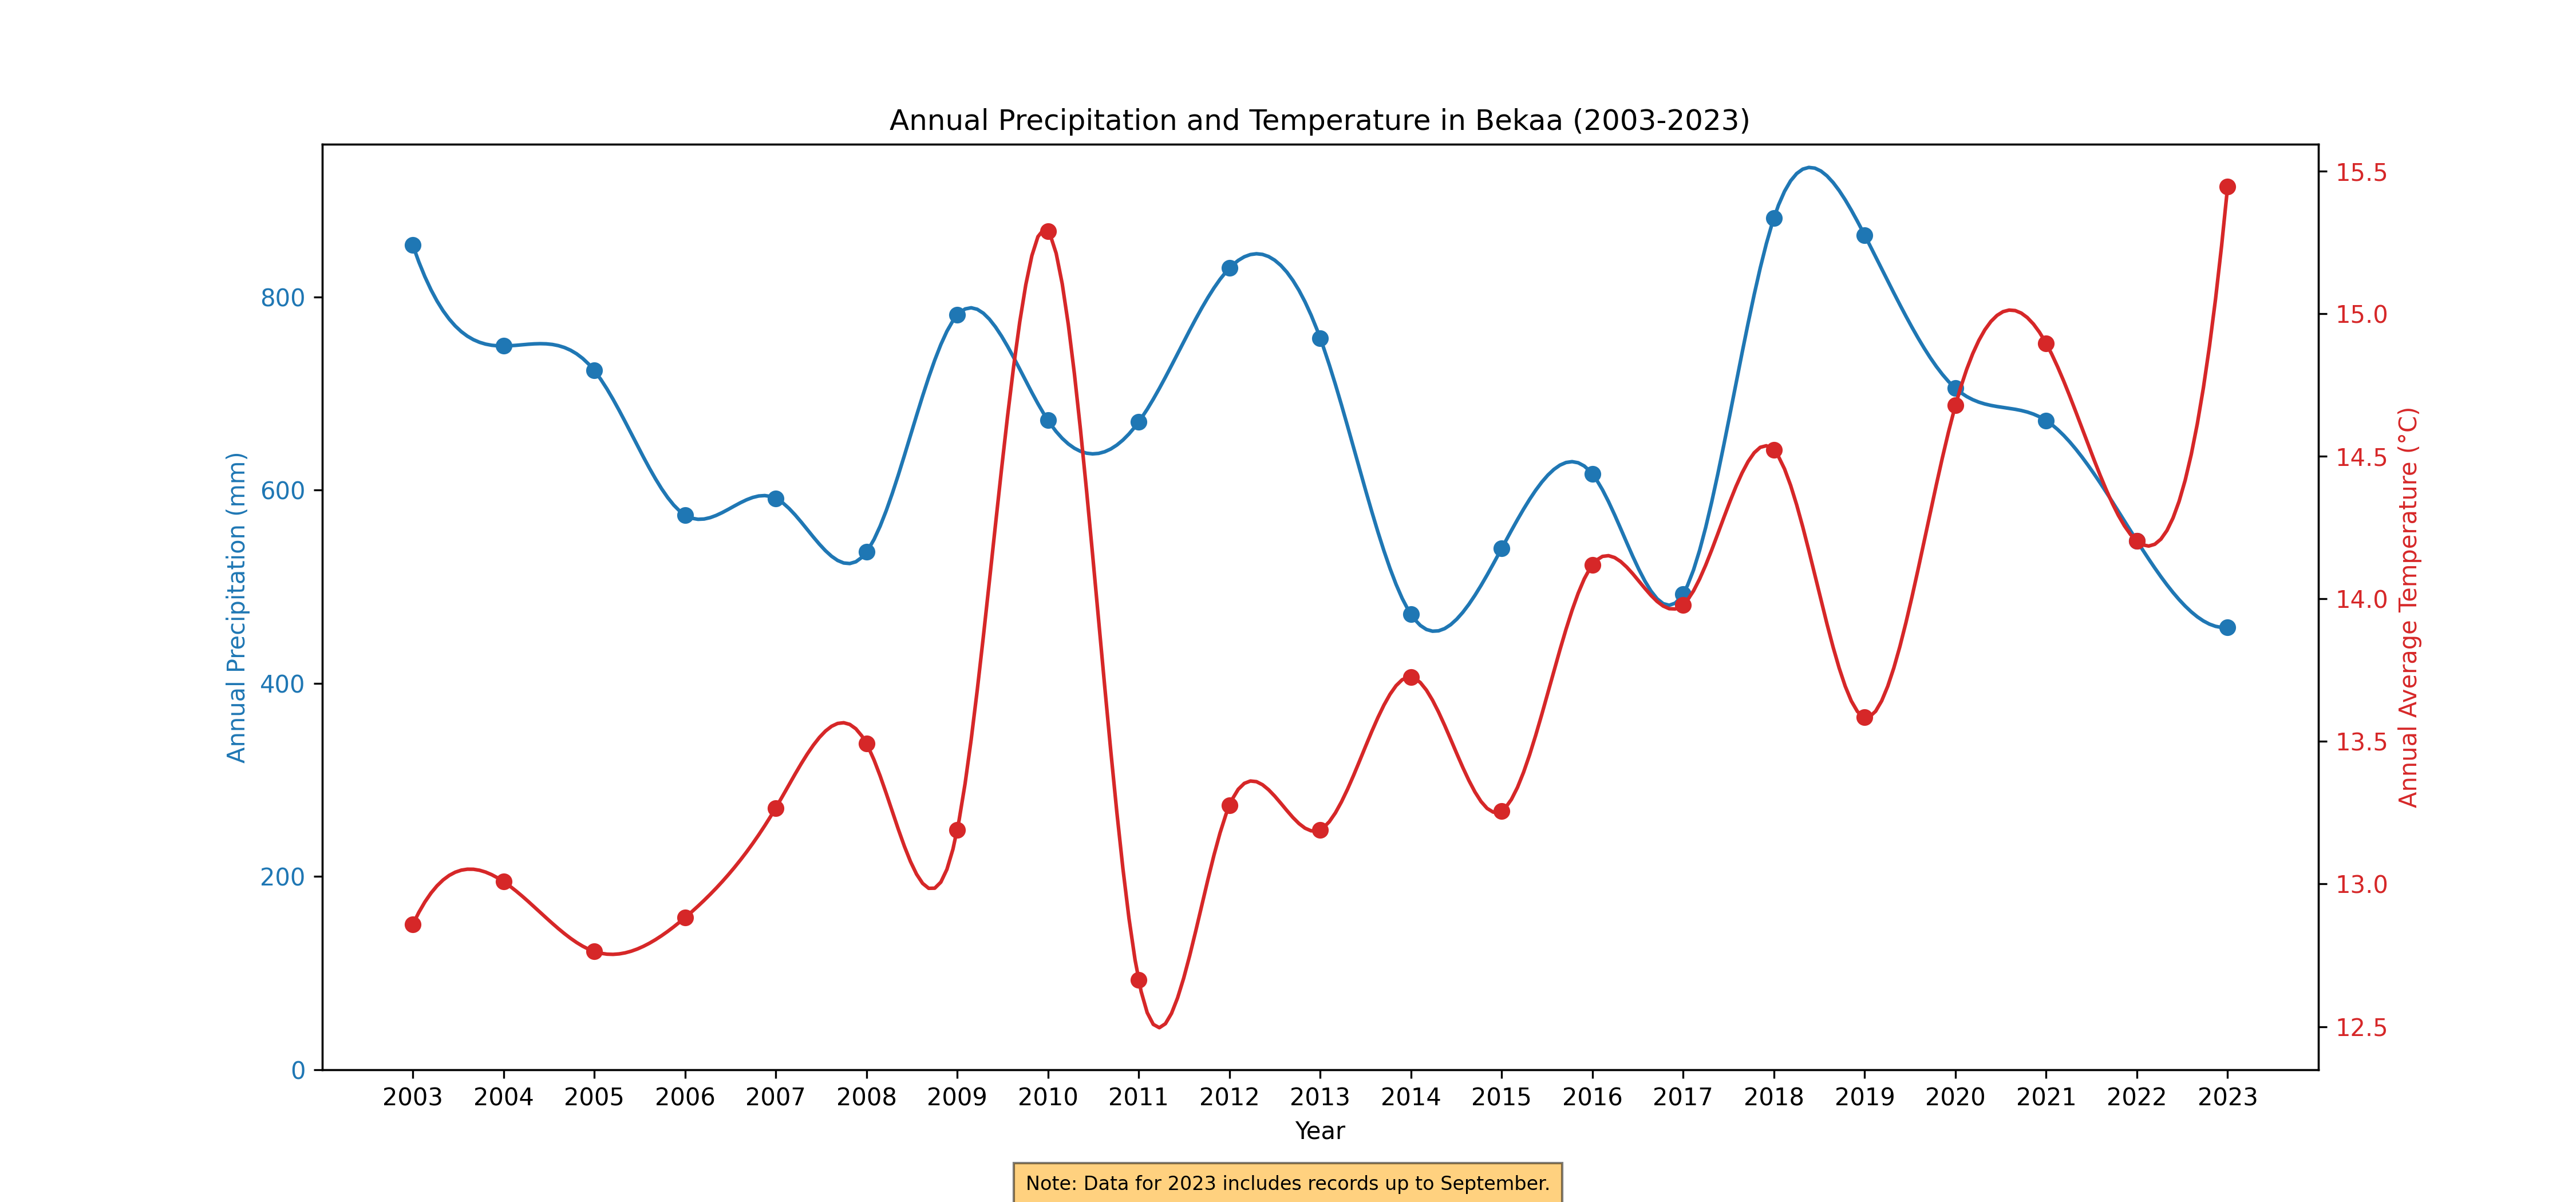 Annual Precipitation and Temperature in Bekaa (2003-2023)
Annual Precipitation (mm)
800
600
400
200
0
15.5
15.0
14.5
14.0
13.5
13.0
12.5
Annual Average Temperature (°C)
2003 2004 2005 2006 2007 2008 2009 2010 2011 2012 2013 2014 2015 2016 2017 2018 2019 2020 2021 2022 2023
Year
Note: Data for 2023 includes records up to September.